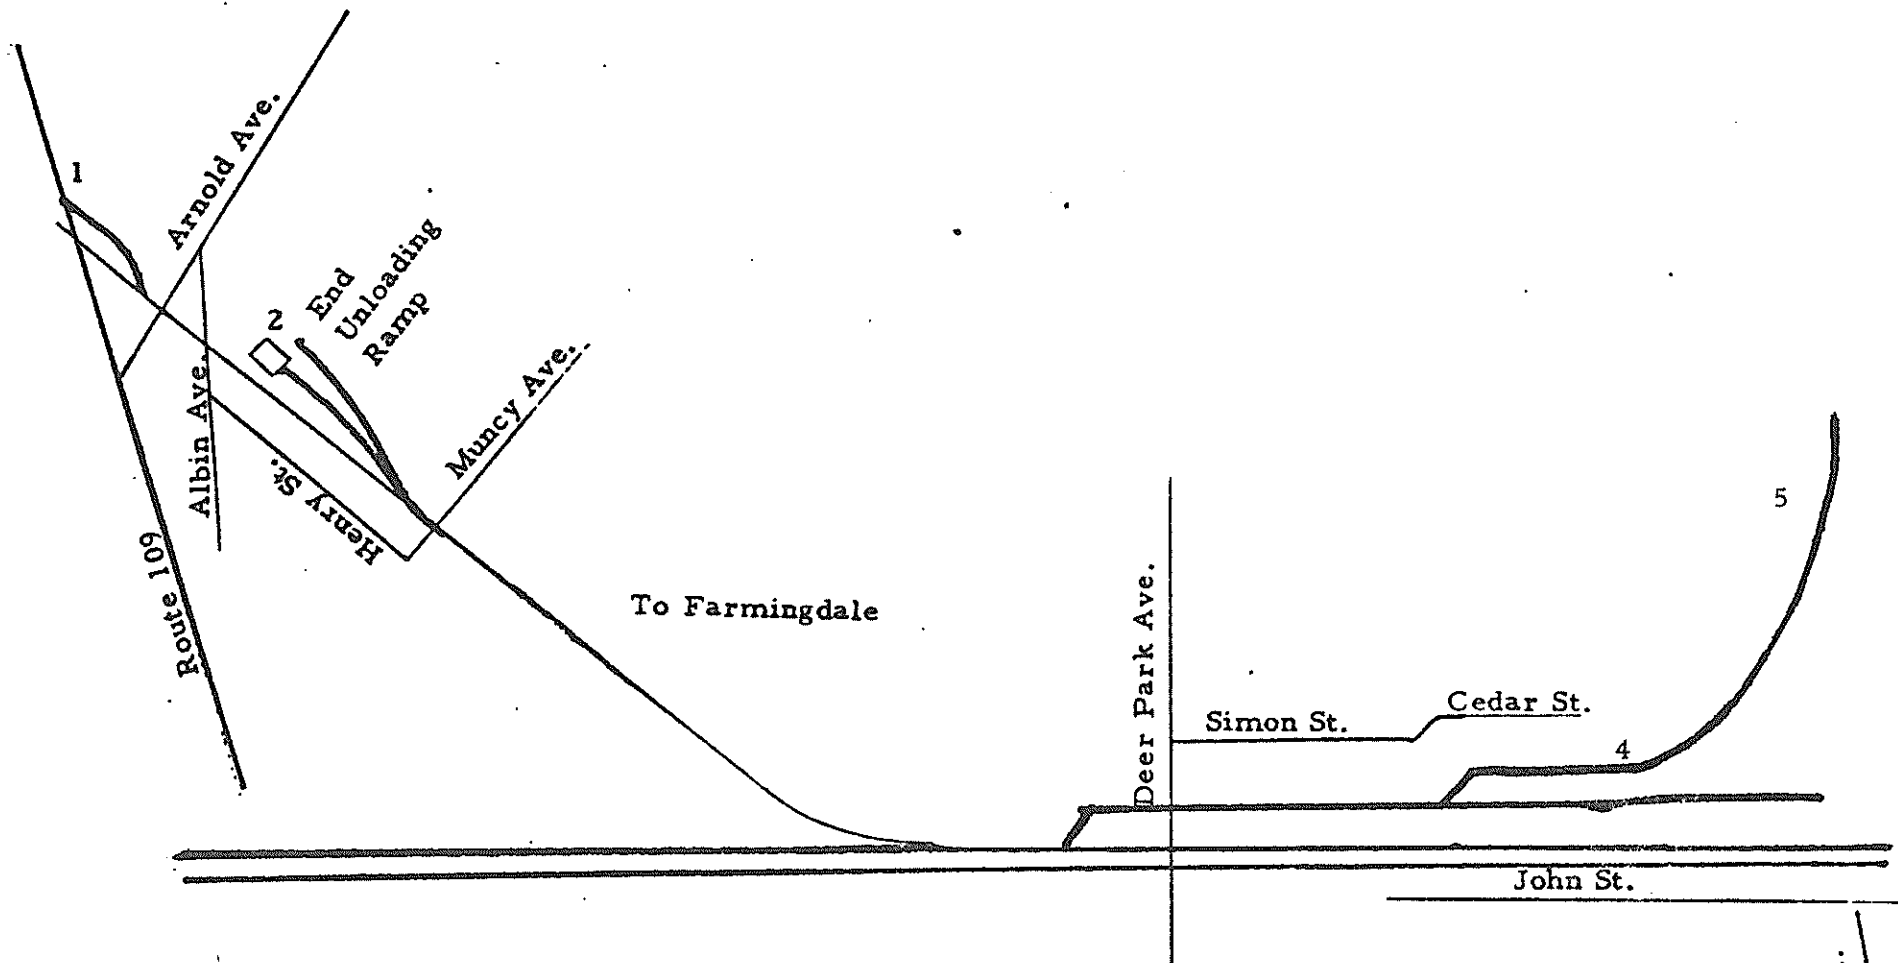 1
Arnold Ave.
2
End
Unloading
Ramp
Muncy Ave.
Albin Ave.
Henry St.
Route 109
To Farmingdale
Deer Park Ave.
5
Simon St.
Cedar St.
4
John St.